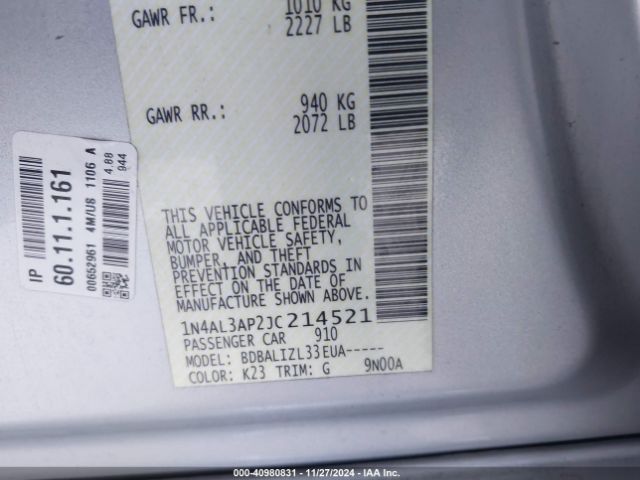 GAWR FR.: 1010 KG
2227 LB
GAWR RR.: 940 KG
2072 LB
THIS VEHICLE CONFORMS TO
ALL APPLICABLE FEDERAL
MOTOR VEHICLE SAFETY,
BUMPER, AND THEFT
PREVENTION STANDARDS IN
EFFECT ON THE DATE OF
MANUFACTURE SHOWN ABOVE.
1N4AL3AP2JC214521
PASSENGER CAR 910
MODEL: BDBALIZL33EUA-----
COLOR: K23 TRIM: G 9N00A
IP
60.11.1.161
00652961 4M/U8 1106 A
4.88
944
000-40980831 - 11/27/2024 - IAA Inc.